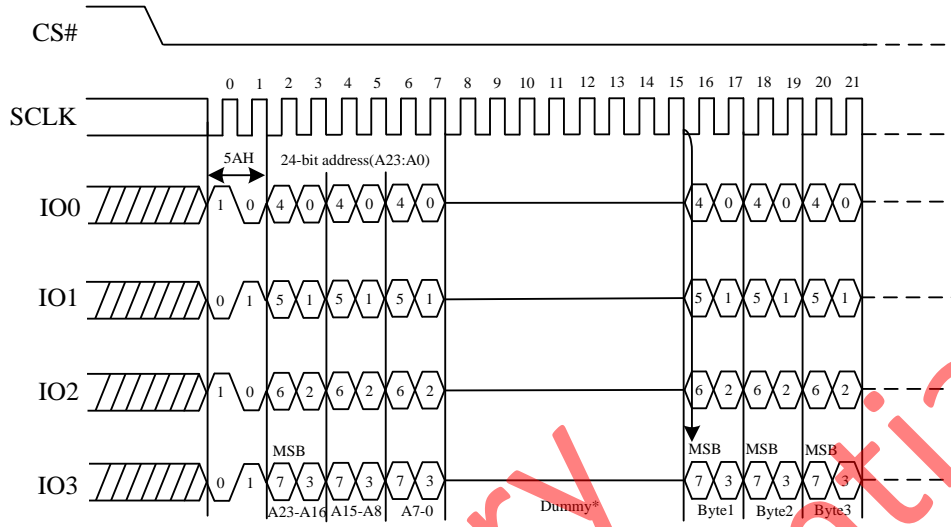 CS#
0 1 2 3 4 5 6 7 8 9 10 11 12 13 14 15 16 17 18 19 20 21
SCLK
5AH 24-bit address(A23:A0)
IO0 1 0 4 0 4 0 4 0 4 0 4 0 4 0
IO1 0 1 5 1 5 1 5 1 5 1 5 1 5 1
IO2 1 0 6 2 6 2 6 2 6 2 6 2 6 2
MSB MSB MSB MSB
IO3 0 1 7 3 7 3 7 3 7 3 7 3 7 3
A23-A16 A15-A8 A7-0 Dummy* Byte1 Byte2 Byte3